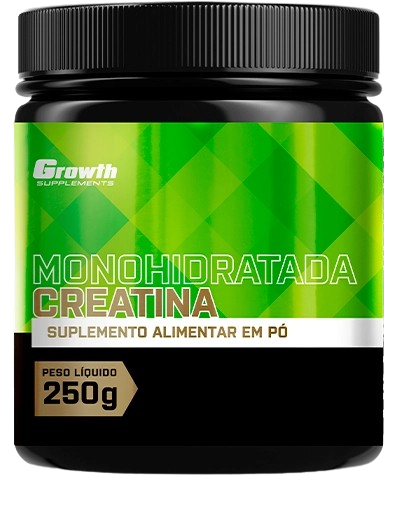 Growth
SUPPLEMENTS
MONOHIDRATADA
CREATINA
SUPLEMENTO ALIMENTAR EM PÓ
PESO LÍQUIDO
250g